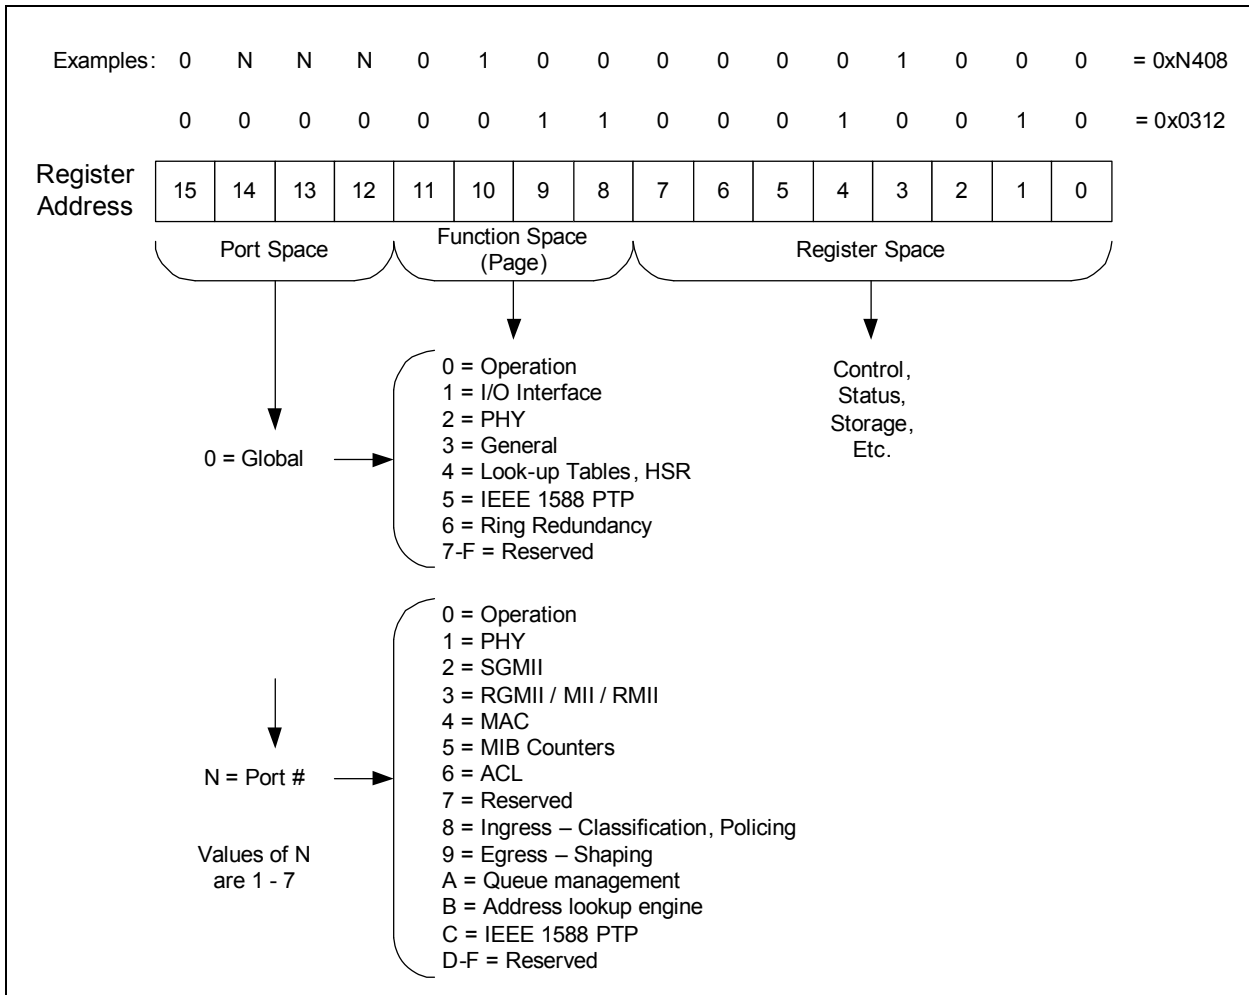 Examples: 0 N N N 0 1 0 0 0 0 0 0 1 0 0 0 = 0xN408
0 0 0 0 0 0 1 1 0 0 0 1 0 0 1 0 = 0x0312
Register
Address
15 14 13 12 11 10 9 8 7 6 5 4 3 2 1 0
Port Space
Function Space
(Page)
Register Space
0 = Global
0 = Operation
1 = I/O Interface
2 = PHY
3 = General
4 = Look-up Tables, HSR
5 = IEEE 1588 PTP
6 = Ring Redundancy
7-F = Reserved
Control,
Status,
Storage,
Etc.
N = Port #
Values of N
are 1 - 7
0 = Operation
1 = PHY
2 = SGMII
3 = RGMII / MII / RMII
4 = MAC
5 = MIB Counters
6 = ACL
7 = Reserved
8 = Ingress – Classification, Policing
9 = Egress – Shaping
A = Queue management
B = Address lookup engine
C = IEEE 1588 PTP
D-F = Reserved